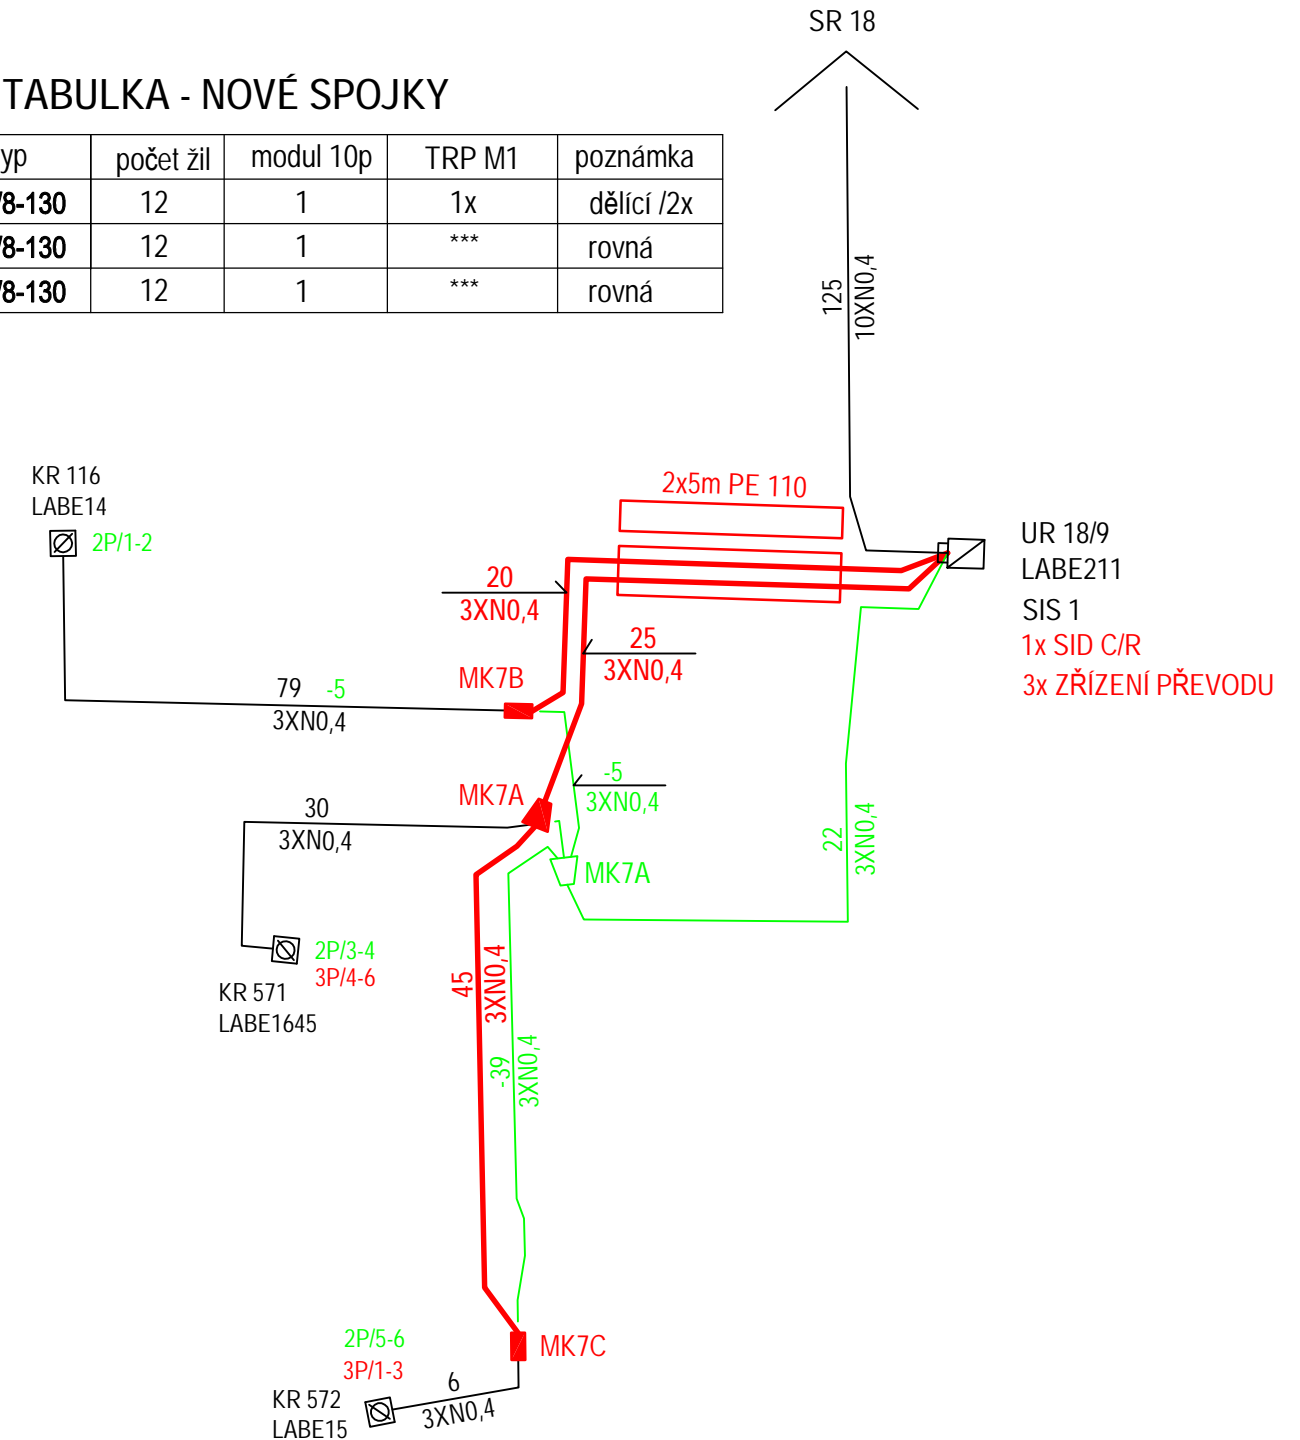 SR 18
TABULKA - NOVÉ SPOJKY
yp počet žil modul 10p TRP M1 poznámka
/8-130 12 1 1x dělící /2x
/8-130 12 1 *** rovná
/8-130 12 1 *** rovná
125
10XN0,4
KR 116
LABE14
2P/1-2
2x5m PE 110
UR 18/9
LABE211
SIS 1
1x SID C/R
3x ZŘÍZENÍ PŘEVODU
20
3XN0,4
25
3XN0,4
MK7B
79 -5
3XN0,4
-5
3XN0,4
MK7A
30
3XN0,4
22
3XN0,4
MK7A
2P/3-4
3P/4-6
KR 571
LABE1645
45
3XN0,4
-39
3XN0,4
2P/5-6
3P/1-3
MK7C
KR 572
LABE15
6
3XN0,4